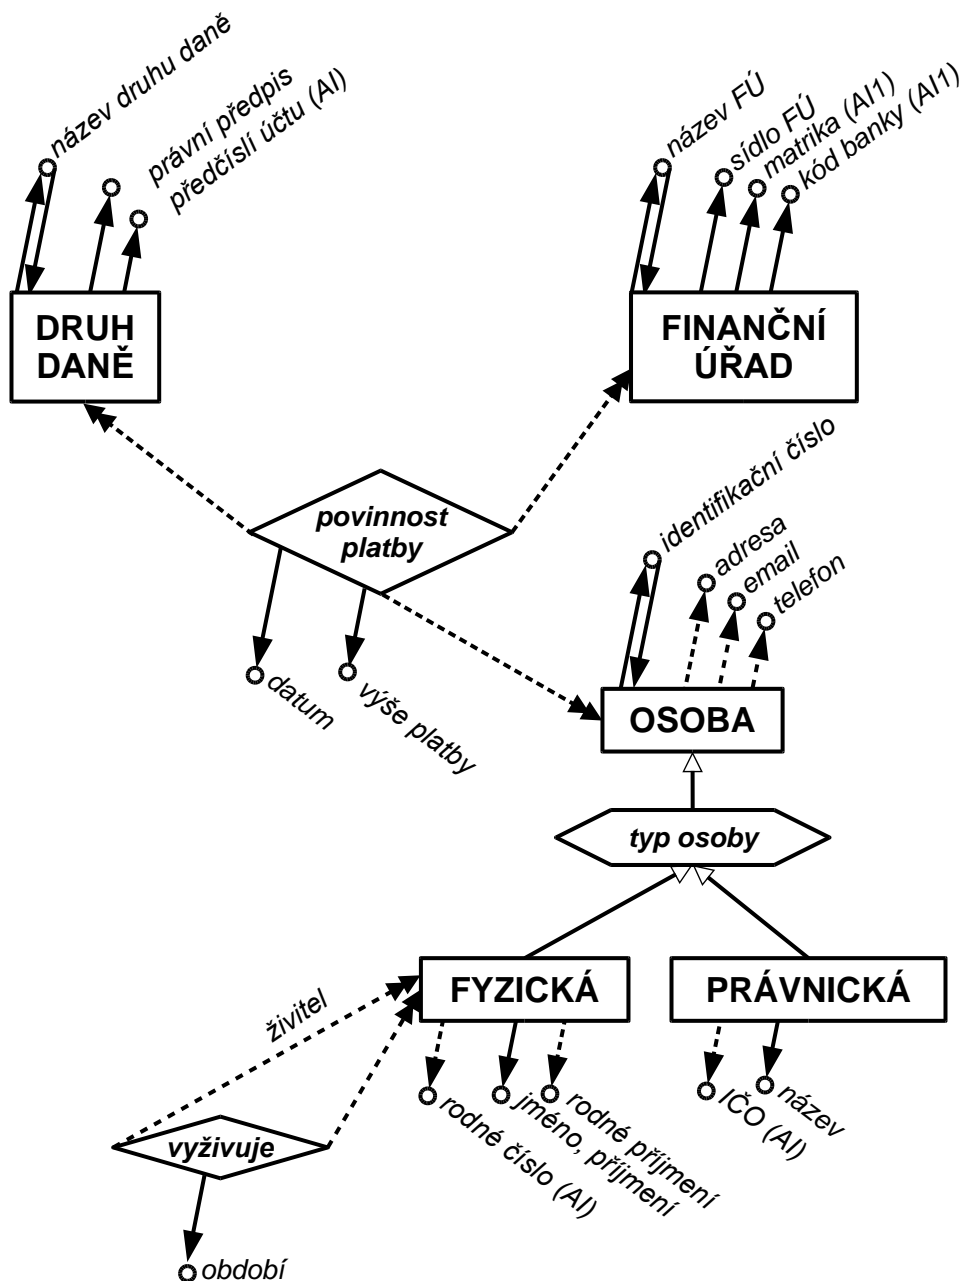 název druhu daně
právní předpis
předčíslí účtu (AI)
název FÚ
sídlo FÚ
matrika (AI1)
kód banky (AI1)
DRUH
DANĚ
FINANČNÍ
ÚŘAD
povinnost
platby
identifikační číslo
adresa
email
telefon
datum
výše platby
OSOBA
typ osoby
FYZICKÁ
PRÁVNICKÁ
živitel
rodné číslo (AI)
jméno, příjmení
rodné příjmení
IČO (AI)
název
vyživuje
období